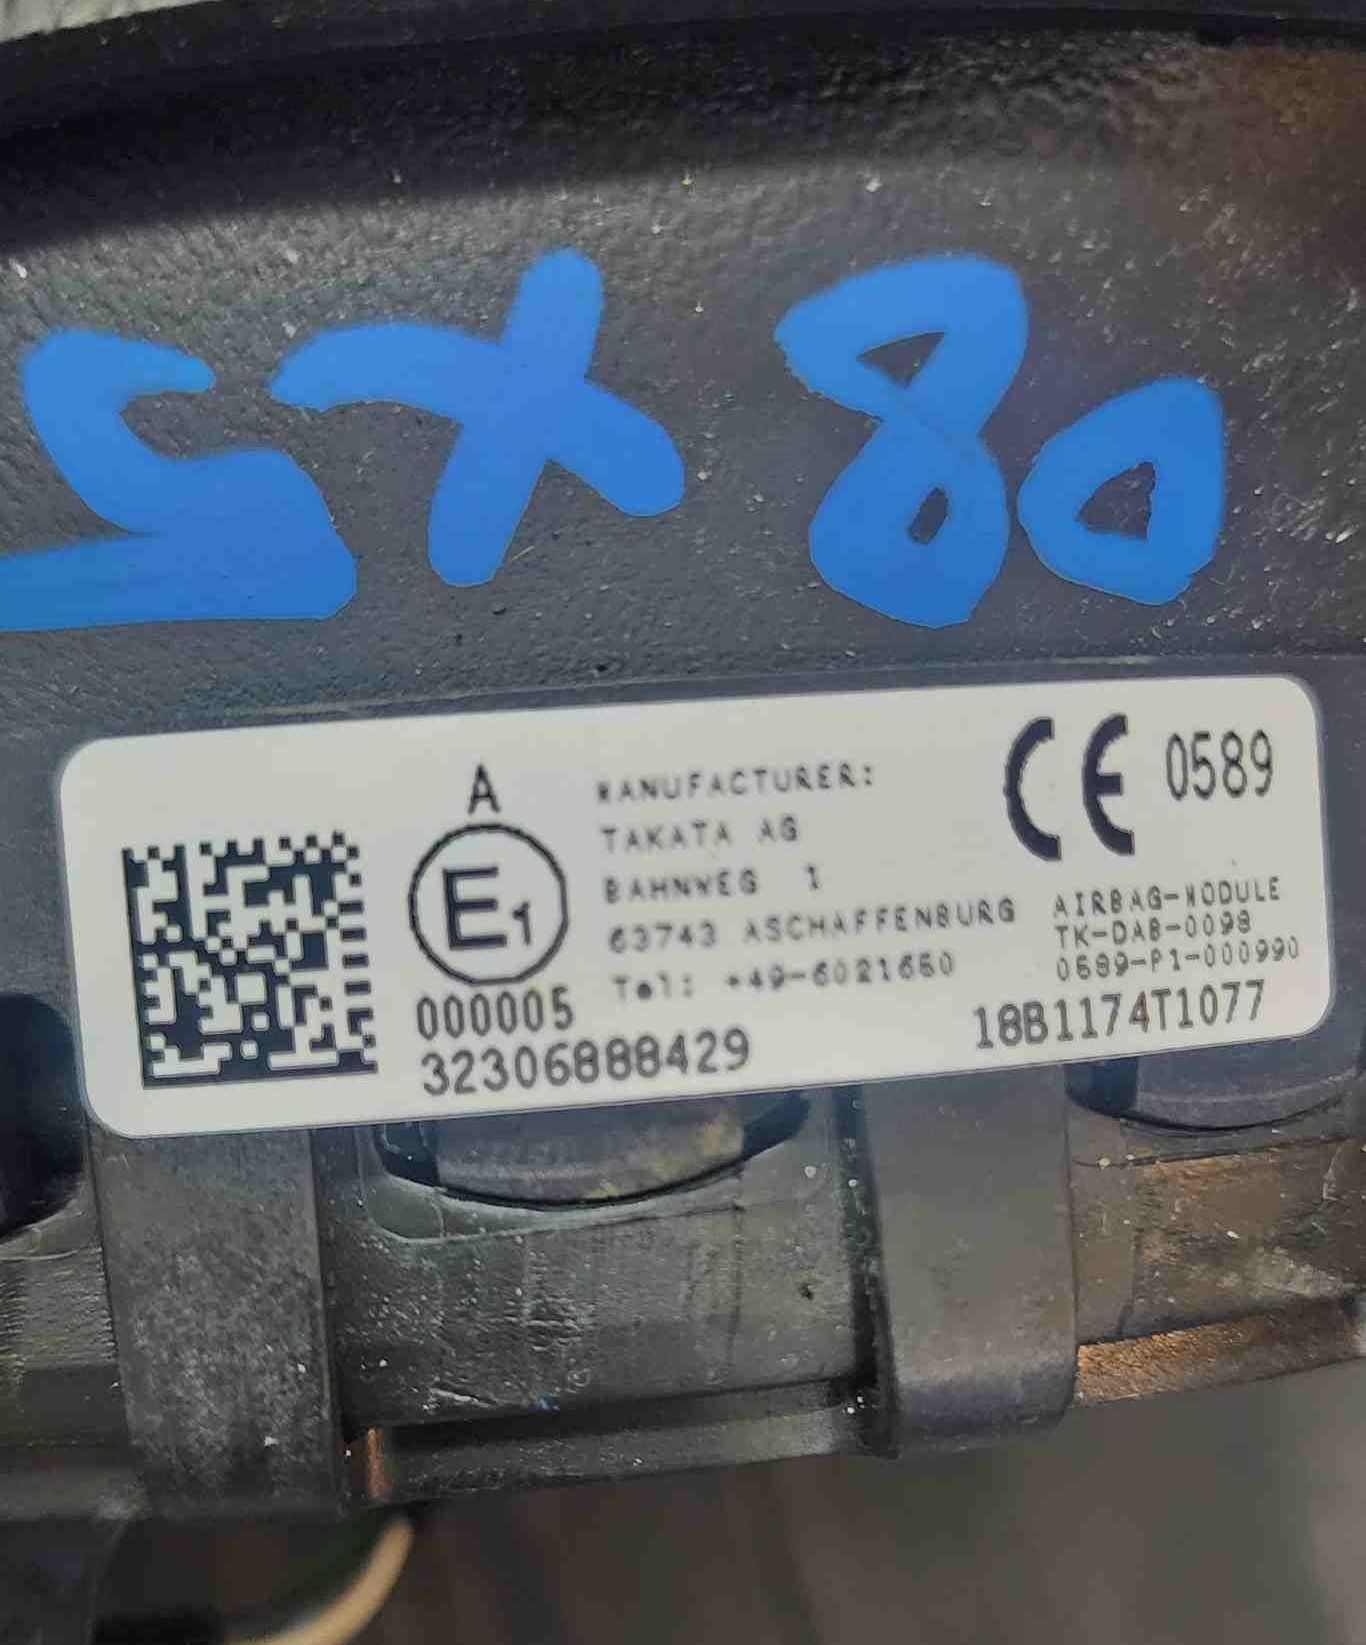 SX 80
A
E1
000005
32306888429
MANUFACTURER:
TAKATA AG
BAHNWEG 1
63743 ASCHAFFENBURG
Tel: +49-6021650
CE 0589
AIRBAG-MODULE
TK-DAB-0098
0589-P1-000990
18B1174T1077